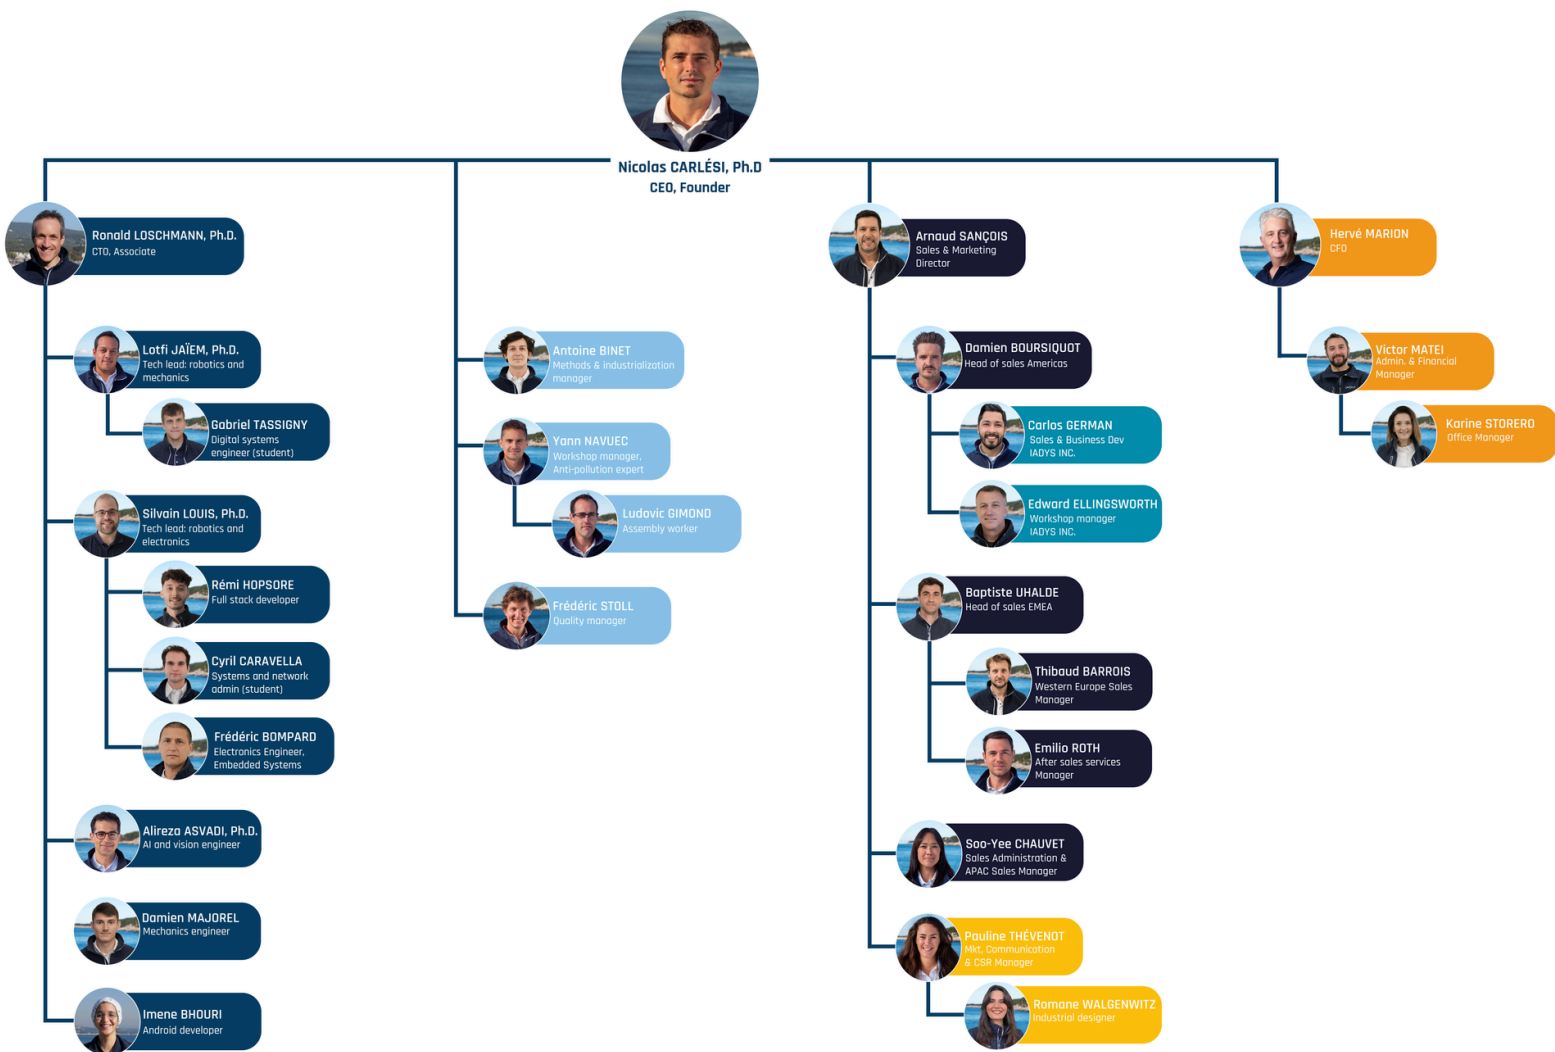 Nicolas CARLÉSI, Ph.D
CEO, Founder
Ronald LOSCHMANN, Ph.D.
CTO, Associate
Lotfi JAÏEM, Ph.D.
Tech lead: robotics and
mechanics
Gabriel TASSIGNY
Digital systems
engineer (student)
Silvain LOUIS, Ph.D.
Tech lead: robotics and
electronics
Rémi HOPSORE
Full stack developer
Cyril CARAVELLA
Systems and network
admin (student)
Frédéric BOMPARD
Electronics Engineer,
Embedded Systems
Alireza ASVADI, Ph.D.
AI and vision engineer
Damien MAJOREL
Mechanics engineer
Imene BHOURI
Android developer
Antoine BINET
Methods & industrialization
manager
Yann NAVUEC
Workshop manager,
Anti-pollution expert
Ludovic GIMOND
Assembly worker
Frédéric STOLL
Quality manager
Arnaud SANÇOIS
Sales & Marketing
Director
Damien BOURSIQUOT
Head of sales Americas
Carlos GERMAN
Sales & Business Dev
IADYS INC.
Edward ELLINGSWORTH
Workshop manager
IADYS INC.
Baptiste UHALDE
Head of sales EMEA
Thibaud BARROIS
Western Europe Sales
Manager
Emilio ROTH
After sales services
Manager
Soo-Yee CHAUVET
Sales Administration &
APAC Sales Manager
Pauline THÉVENOT
Mkt, Communication
& CSR Manager
Romane WALGENWITZ
Industrial designer
Hervé MARION
CFO
Victor MATEI
Admin. & Financial
Manager
Karine STORERO
Office Manager